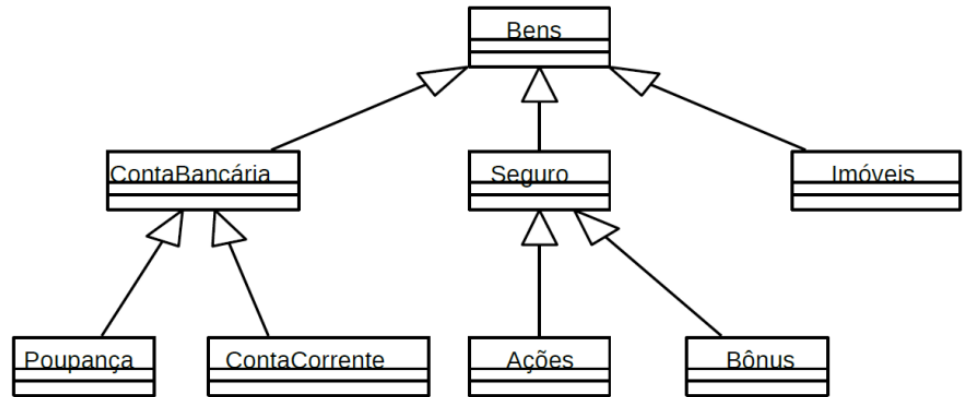 Bens
ContaBancária
Seguro
Imóveis
Poupança
ContaCorrente
Ações
Bônus